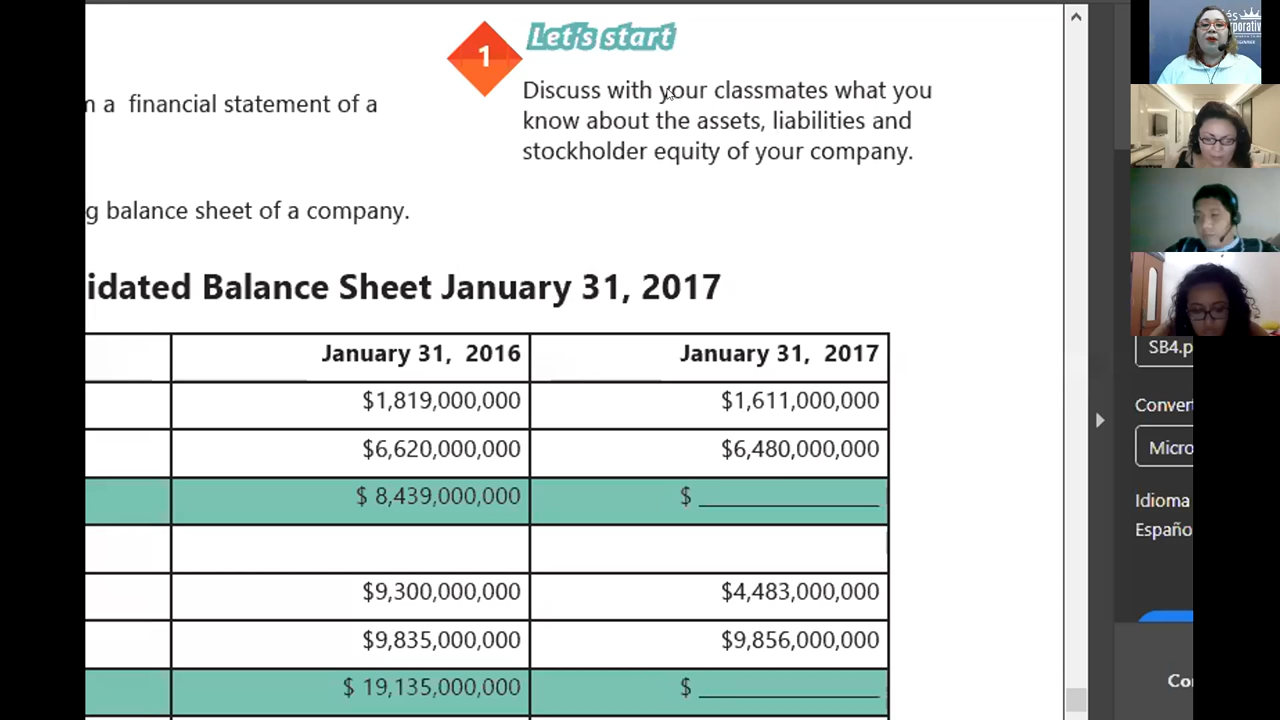 1
Let's start
Discuss with your classmates what you
know about the assets, liabilities and
stockholder equity of your company.
a financial statement of a
g balance sheet of a company.
idated Balance Sheet January 31, 2017
January 31, 2016 January 31, 2017
$1,819,000,000 $1,611,000,000
$6,620,000,000 $6,480,000,000
$ 8,439,000,000 $ ________________
$9,300,000,000 $4,483,000,000
$9,835,000,000 $9,856,000,000
$ 19,135,000,000 $ ________________
SB4.p
Convert
Micro
Idioma
Españo
Co